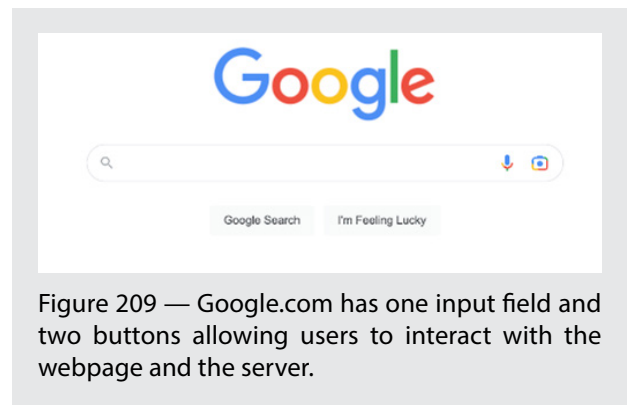 Google
Google Search
I'm Feeling Lucky
Figure 209 — Google.com has one input field and
two buttons allowing users to interact with the
webpage and the server.